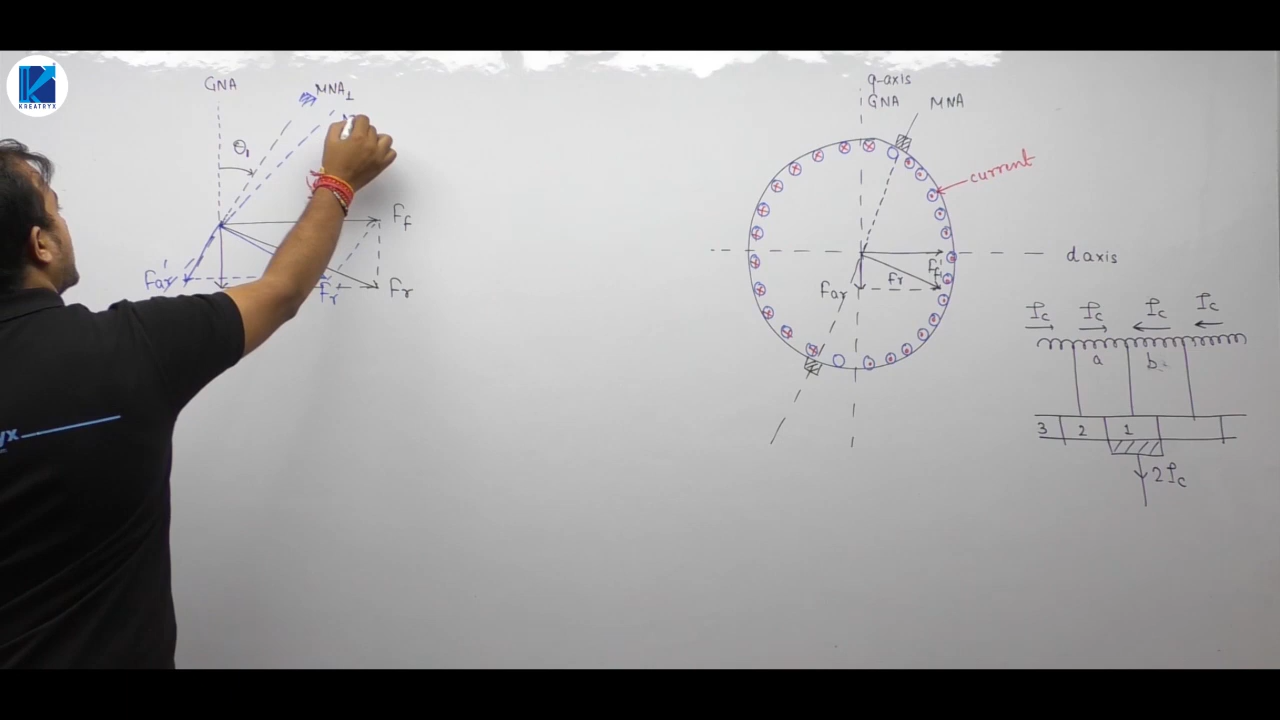 KREATRYX
GNA
MNA₁
θ₁
Ff
Far'
Fr'
Fr
q-axis
GNA
MNA
current
d axis
Ff
Fr
Far
Ic
Ic
Ic
Ic
a
b
3
2
1
2Ic
yx